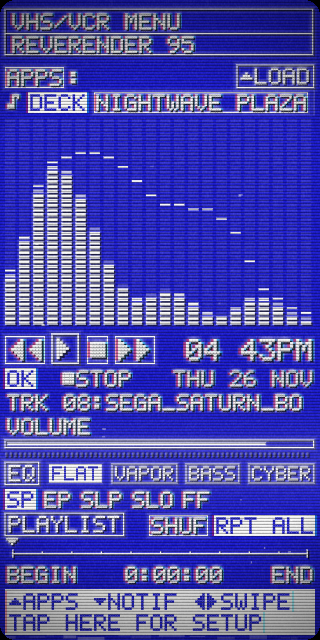 VHS/VCR MENU
REVERENDER 95
APPS: LOAD
DECK NIGHTWAVE PLAZA
04 43PM
OK STOP THU 26 NOV
TRK 08:SEGA_SATURN_BO
VOLUME
EQ FLAT VAPOR BASS CYBER
SP EP SLP SLO FF
PLAYLIST SHUF RPT ALL
BEGIN 0:00:00 END
APPS NOTIF SWIPE
TAP HERE FOR SETUP